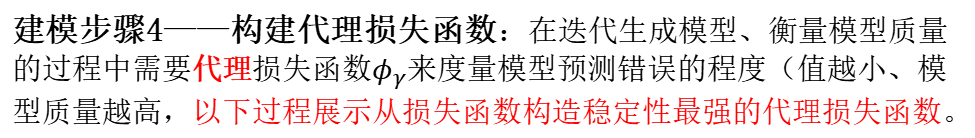 建模步骤4——构建代理损失函数：在迭代生成模型、衡量模型质量
的过程中需要代理损失函数𝜙𝛾来度量模型预测错误的程度（值越小、模
型质量越高，以下过程展示从损失函数构造稳定性最强的代理损失函数。